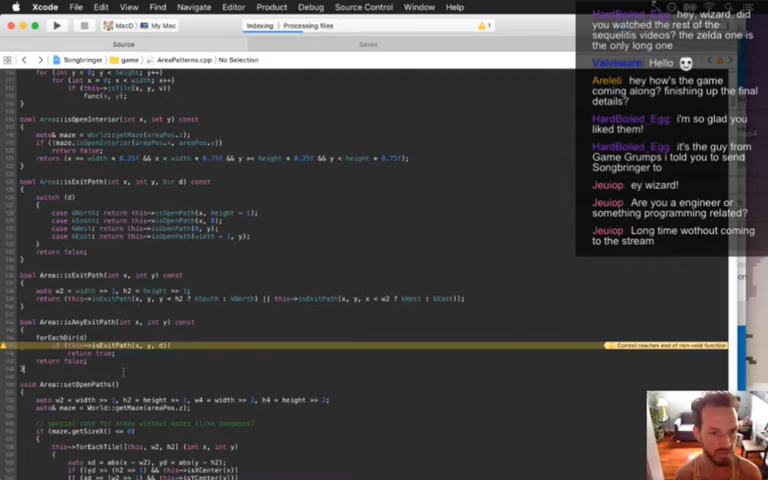 Xcode File Edit View Find Navigate Editor Product Debug Source Control Window Help
MacD My Mac
Indexing | Processing files
Source
Saved
Songbringer game AreaPatterns.cpp No Selection
for (int y = 0; y < height; y++)
for (int x = 0; x < width; x++)
if (this->isTile(x, y, v))
func(x, y);
bool Area::isOpenInterior(int x, int y) const
auto& maze = World::getMaze(areaPos.z);
if (!maze.isOpenInterior(areaPos.x, areaPos.y))
return false;
return (x >= width * 0.25f && x < width * 0.75f && y >= height * 0.25f && y < height * 0.75f);
bool Area::isExitPath(int x, int y, Dir d) const
switch (d)
case kNorth: return this->isOpenPath(x, height - 1);
case kSouth: return this->isOpenPath(x, 0);
case kWest: return this->isOpenPath(0, y);
case kEast: return this->isOpenPath(width - 1, y);
return false;
bool Area::isExitPath(int x, int y) const
auto w2 = width >> 1, h2 = height >> 1;
return (this->isExitPath(x, y, y < h2 ? kSouth : kNorth) || this->isExitPath(x, y, x < w2 ? kWest : kEast));
bool Area::isAnyExitPath(int x, int y) const
forEachDir(d)
if (this->isExitPath(x, y, d))
Control reaches end of non-void function
return true;
return false;
void Area::setOpenPaths()
auto w2 = width >> 1, h2 = height >> 1, w4 = width >> 2, h4 = height >> 2;
auto& maze = World::getMaze(areaPos.z);
// special case for areas without mazes (like dungeons)
if (maze.getSizeX() <= 0)
this->forEachTile([this, w2, h2] (int x, int y)
auto xd = abs(x - w2), yd = abs(y - h2);
HardBoiled_Egg hey, wizard, did
you watched the rest of the
sequelitis videos? the zelda one is
the only long one
Valveware Hello
Areleli hey how's the game
coming along? finishing up the final
details?
HardBoiled_Egg i'm so glad you
liked them!
HardBoiled_Egg it's the guy from
Game Grumps i told you to send
Songbringer to
Jeuiop ey wizard!
Jeuiop Are you a engineer or
something programming related?
Jeuiop Long time wothout coming
to the stream